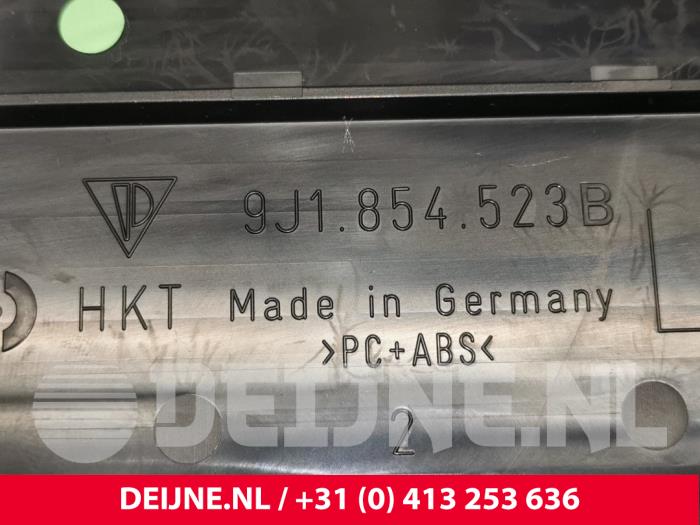 9J1.854.523B
HKT Made in Germany
>PC+ABS<
2
DEIJNE.NL
DEIJNE.NL / +31 (0) 413 253 636